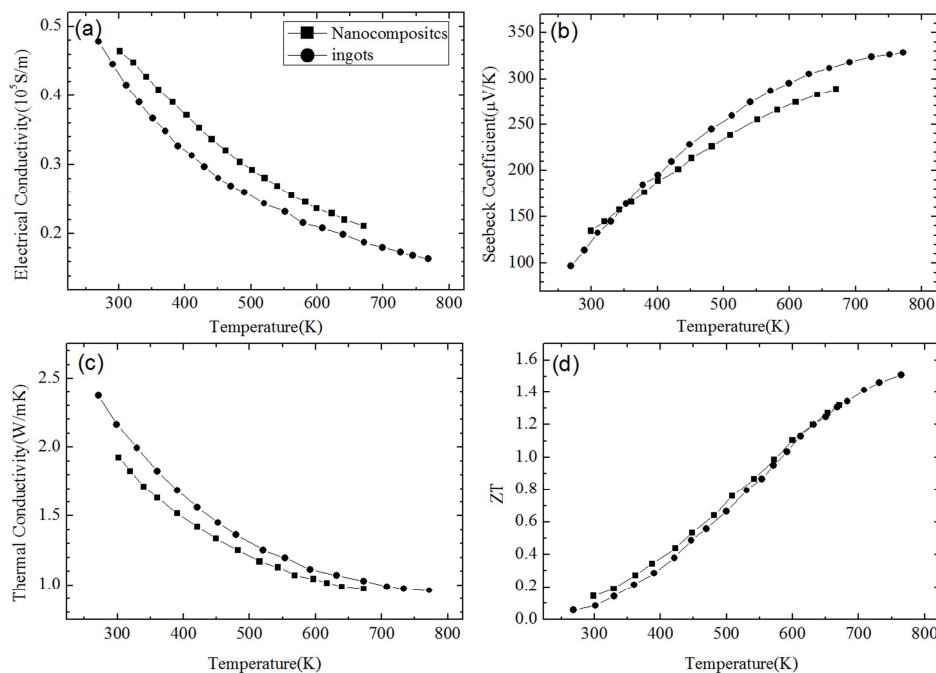 (a)
Nanocompositcs
ingots
0.5
0.4
0.3
0.2
Electrical Conductivity(10⁵S/m)
300 400 500 600 700 800
Temperature(K)
(b)
350
300
250
200
150
100
Seebeck Coefficient(μV/K)
300 400 500 600 700 800
Temperature(K)
(c)
2.5
2.0
1.5
1.0
Thermal Conductivity(W/mK)
300 400 500 600 700 800
Temperature(K)
(d)
1.6
1.4
1.2
1.0
0.8
0.6
0.4
0.2
0.0
ZT
300 400 500 600 700 800
Temperature(K)